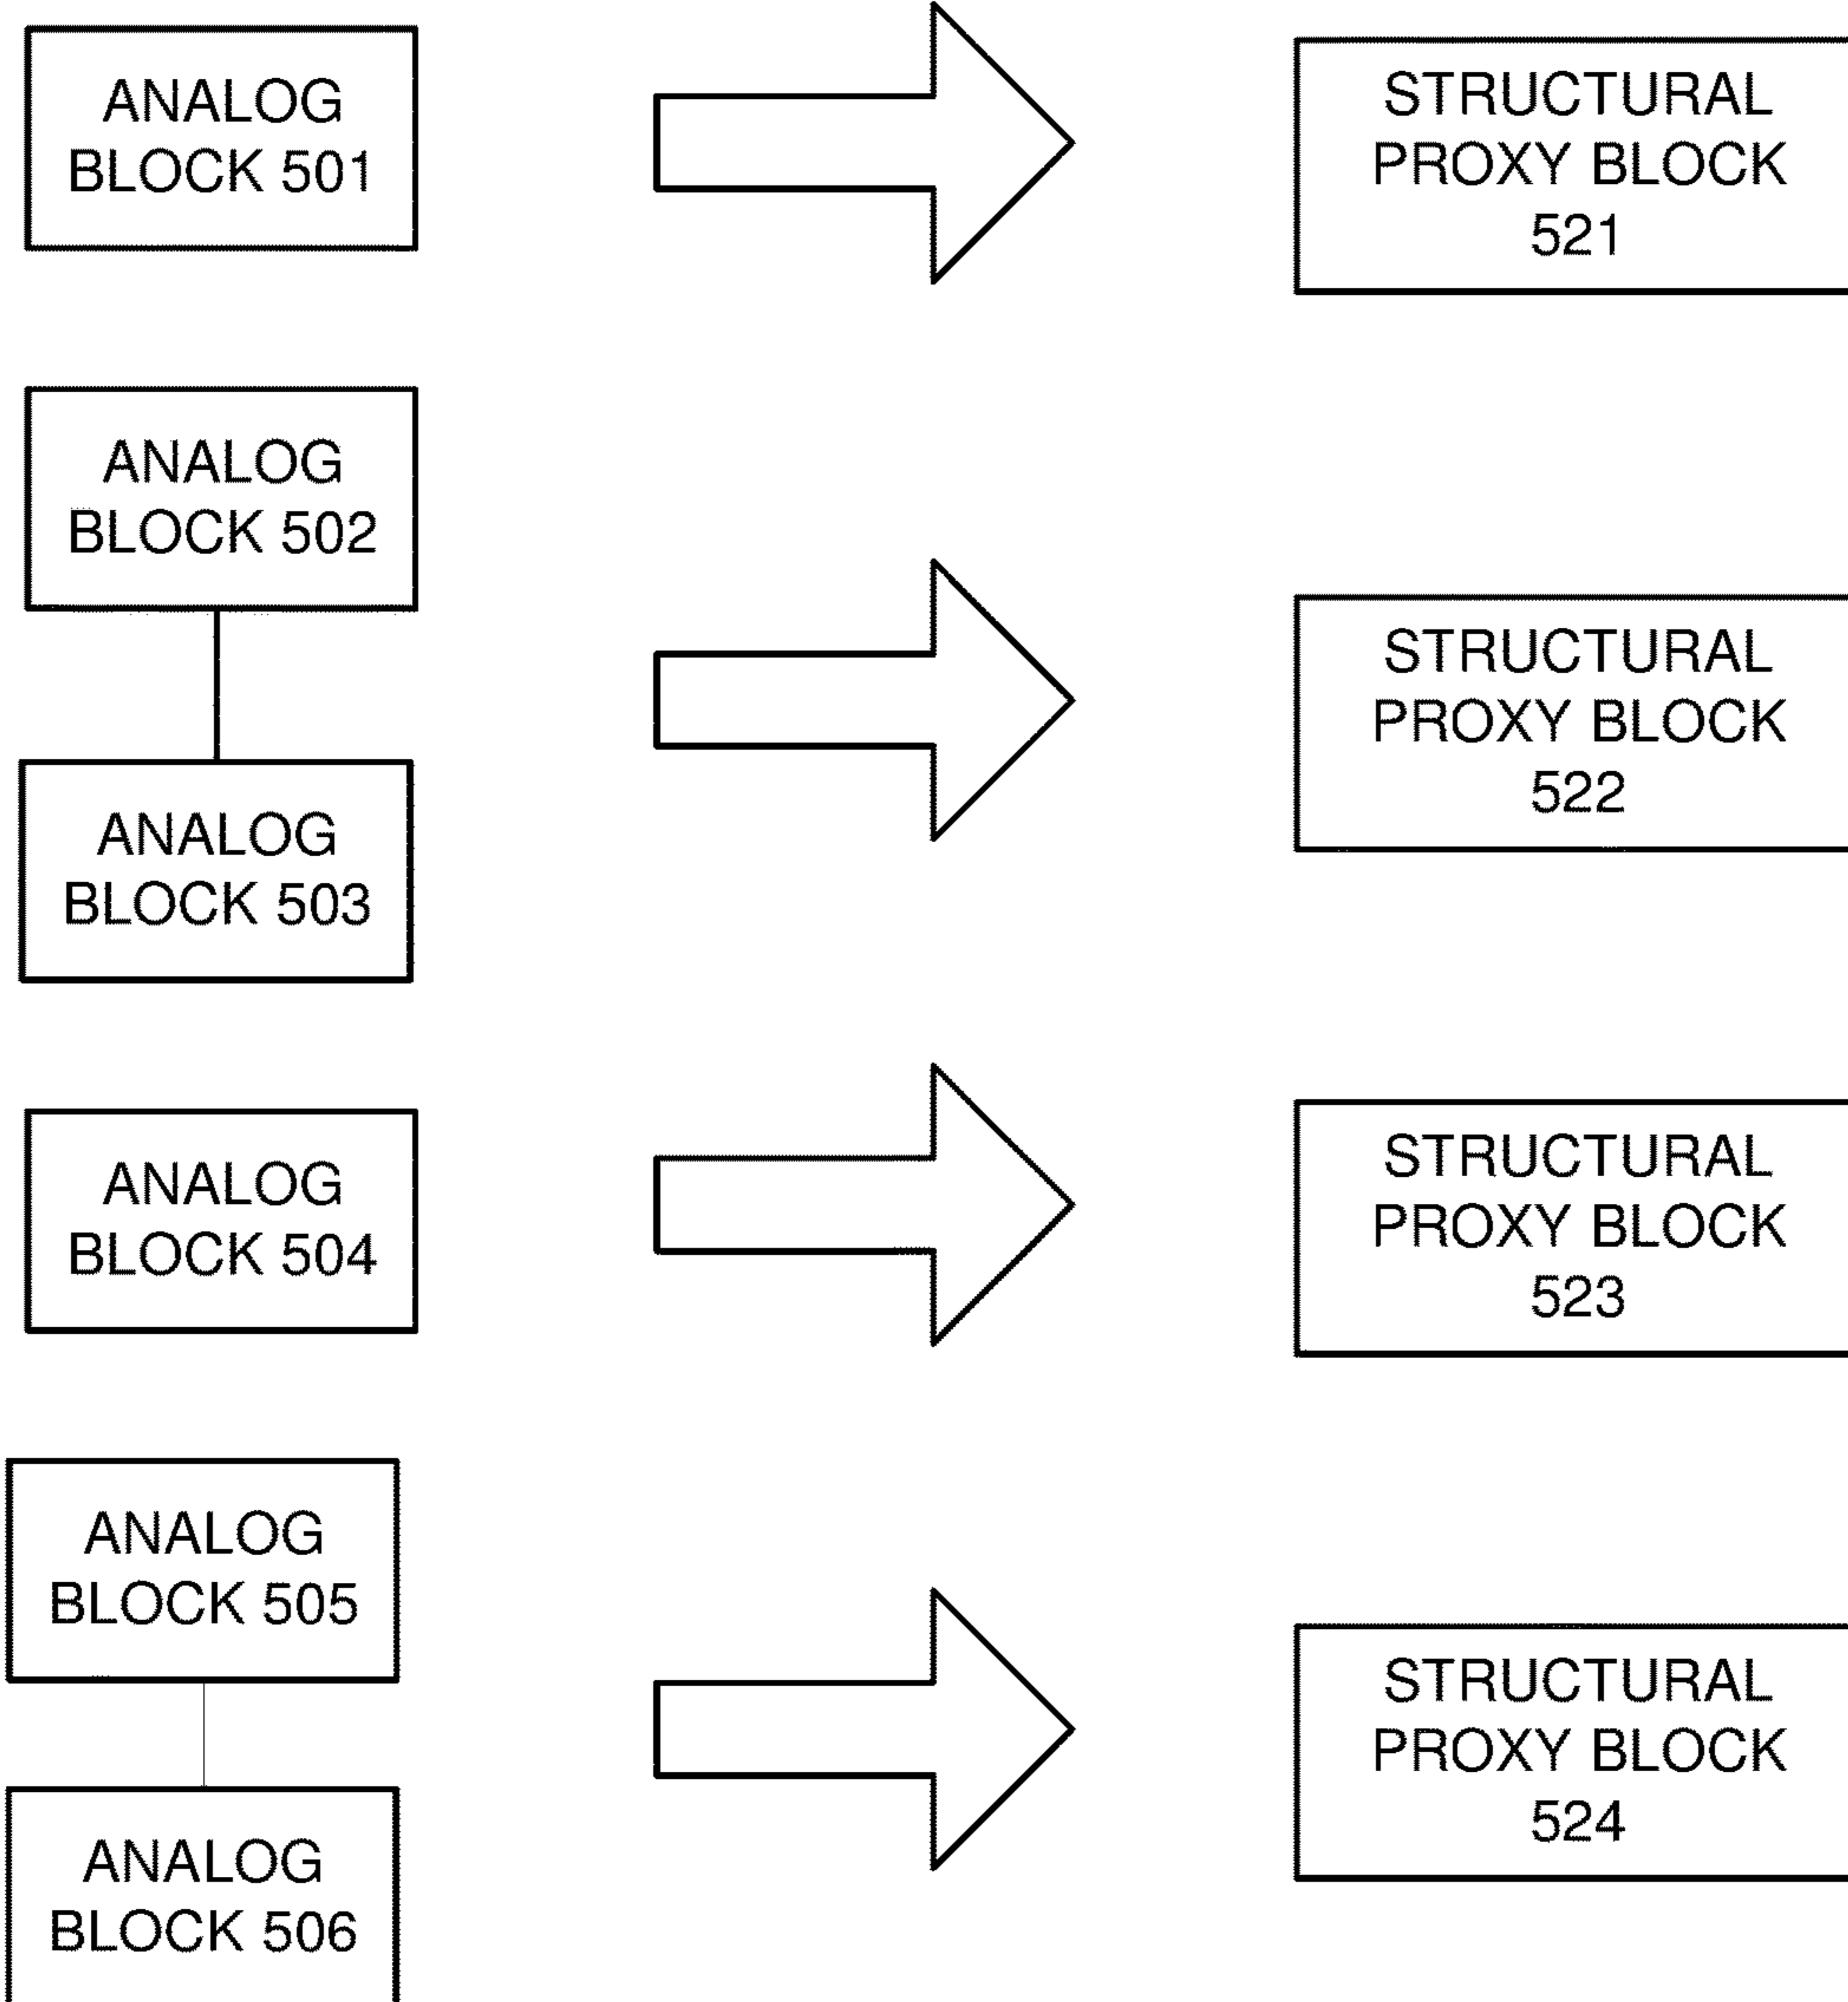 ANALOG
BLOCK 501
STRUCTURAL
PROXY BLOCK
521
ANALOG
BLOCK 502
ANALOG
BLOCK 503
STRUCTURAL
PROXY BLOCK
522
ANALOG
BLOCK 504
STRUCTURAL
PROXY BLOCK
523
ANALOG
BLOCK 505
ANALOG
BLOCK 506
STRUCTURAL
PROXY BLOCK
524